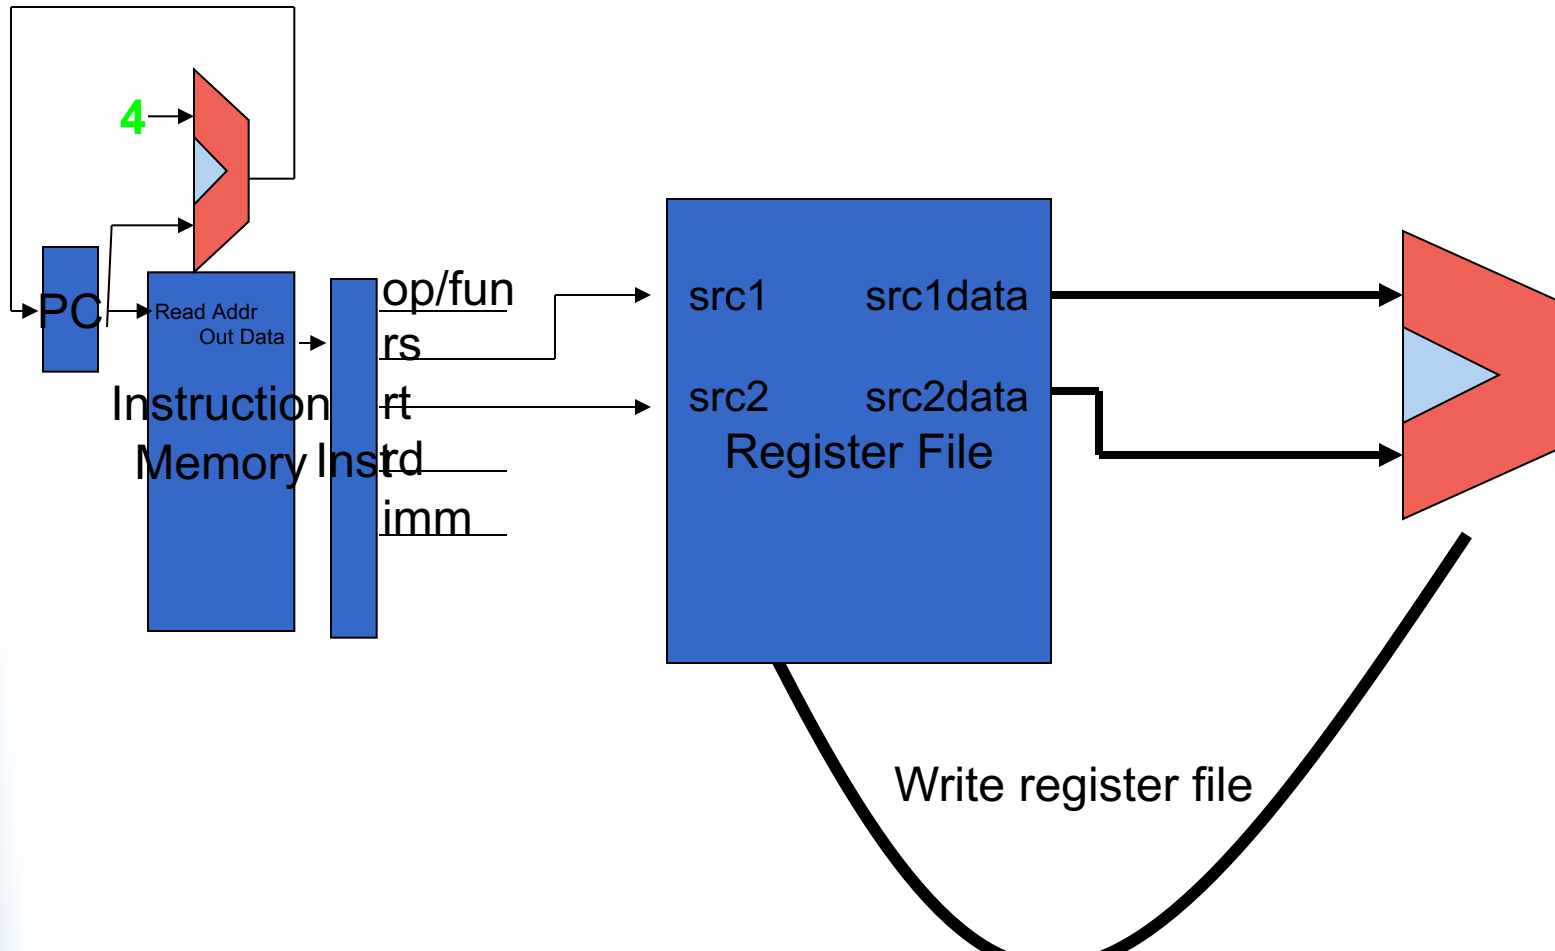 4
PC
Read Addr
Out Data
Instruction
Memory
Inst
op/fun
rs
rt
rd
imm
src1
src1data
src2
src2data
Register File
Write register file